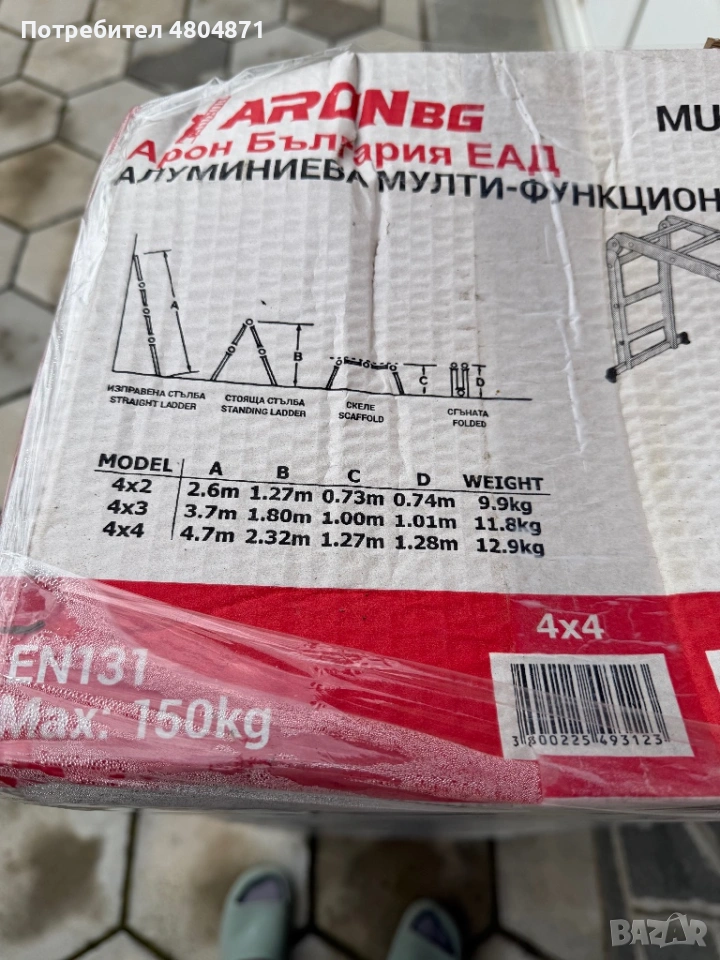 Потребител 4804871
ARONBG
MU
Арон България ЕАД
АЛУМИНИЕВА МУЛТИ-ФУНКЦИОН
A
B
C
D
ИЗПРАВЕНА СТЪЛБА
STRAIGHT LADDER
СТОЯЩА СТЪЛБА
STANDING LADDER
СКЕЛЕ
SCAFFOLD
СГЪНАТА
FOLDED
MODEL A B C D WEIGHT
4x2 2.6m 1.27m 0.73m 0.74m 9.9kg
4x3 3.7m 1.80m 1.00m 1.01m 11.8kg
4x4 4.7m 2.32m 1.27m 1.28m 12.9kg
4x4
EN131
Max: 150kg
3 800225 493123
BAZAR